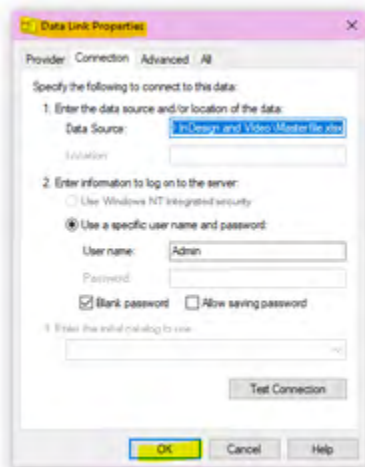 Data Link Properties
Provider Connection Advanced All
Specify the following to connect to this data:
1. Enter the data source and/or location of the data:
Data Source: InDesign and Video\Masterfile.xlsx
Location:
2. Enter information to log on to the server:
Use Windows NT Integrated security
Use a specific user name and password:
User name: Admin
Password:
Blank password Allow saving password
3. Enter the initial catalog to use:
Test Connection
OK Cancel Help